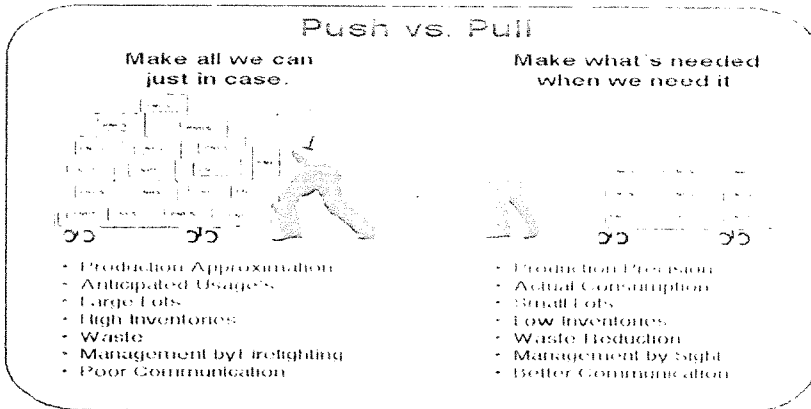 Push vs. Pull
Make all we can
just in case.
Production Approximation
Anticipated Usage's
Large Lots
High Inventories
Waste
Management by Firefighting
Poor Communication
Make what's needed
when we need it
Production Precision
Actual Consumption
Small Lots
Low Inventories
Waste Reduction
Management by Sight
Better Communication